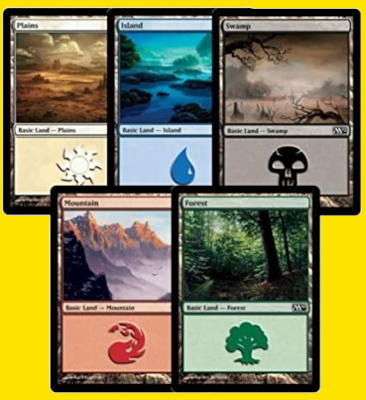 Plains
Island
Swamp
Basic Land — Plains
Basic Land — Island
Basic Land — Swamp
Mountain
Forest
Basic Land — Mountain
Basic Land — Forest